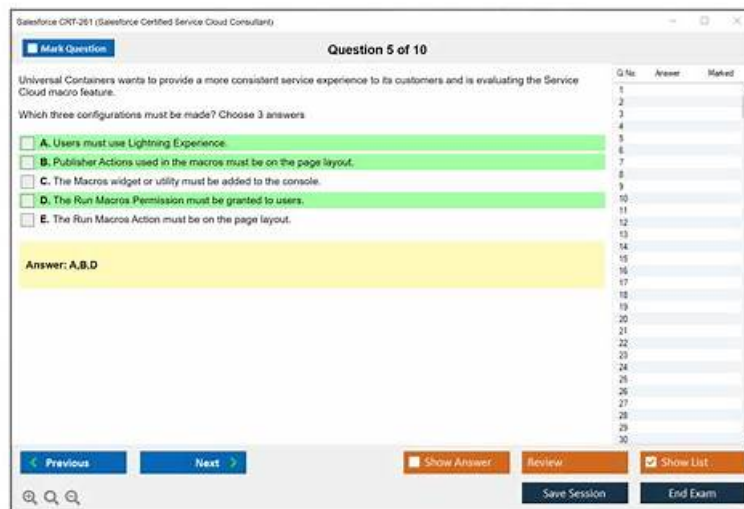 Salesforce CRT-261 (Salesforce Certified Service Cloud Consultant)
Mark Question
Question 5 of 10
Universal Containers wants to provide a more consistent service experience to its customers and is evaluating the Service
Cloud macro feature.
Which three configurations must be made? Choose 3 answers
A. Users must use Lightning Experience.
B. Publisher Actions used in the macros must be on the page layout.
C. The Macros widget or utility must be added to the console.
D. The Run Macros Permission must be granted to users.
E. The Run Macros Action must be on the page layout.
Answer: A,B,D
Q.No Answer Marked
1
2
3
4
5
6
7
8
9
10
11
12
13
14
15
16
17
18
19
20
21
22
23
24
25
26
27
28
29
30
Previous
Next
Show Answer
Review
Show List
Save Session
End Exam